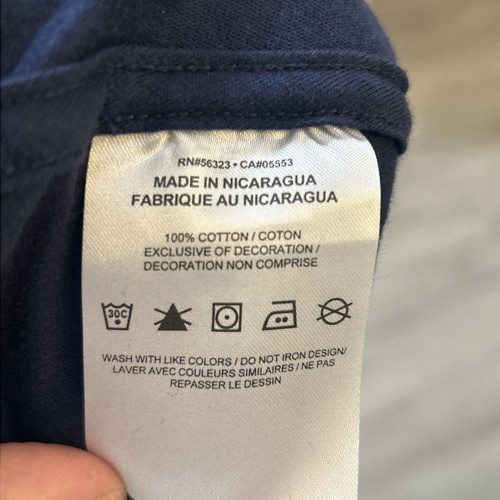 RN#56323 • CA#05553
MADE IN NICARAGUA
FABRIQUE AU NICARAGUA
100% COTTON / COTON
EXCLUSIVE OF DECORATION /
DECORATION NON COMPRISE
30C
WASH WITH LIKE COLORS / DO NOT IRON DESIGN/
LAVER AVEC COULEURS SIMILAIRES / NE PAS
REPASSER LE DESSIN